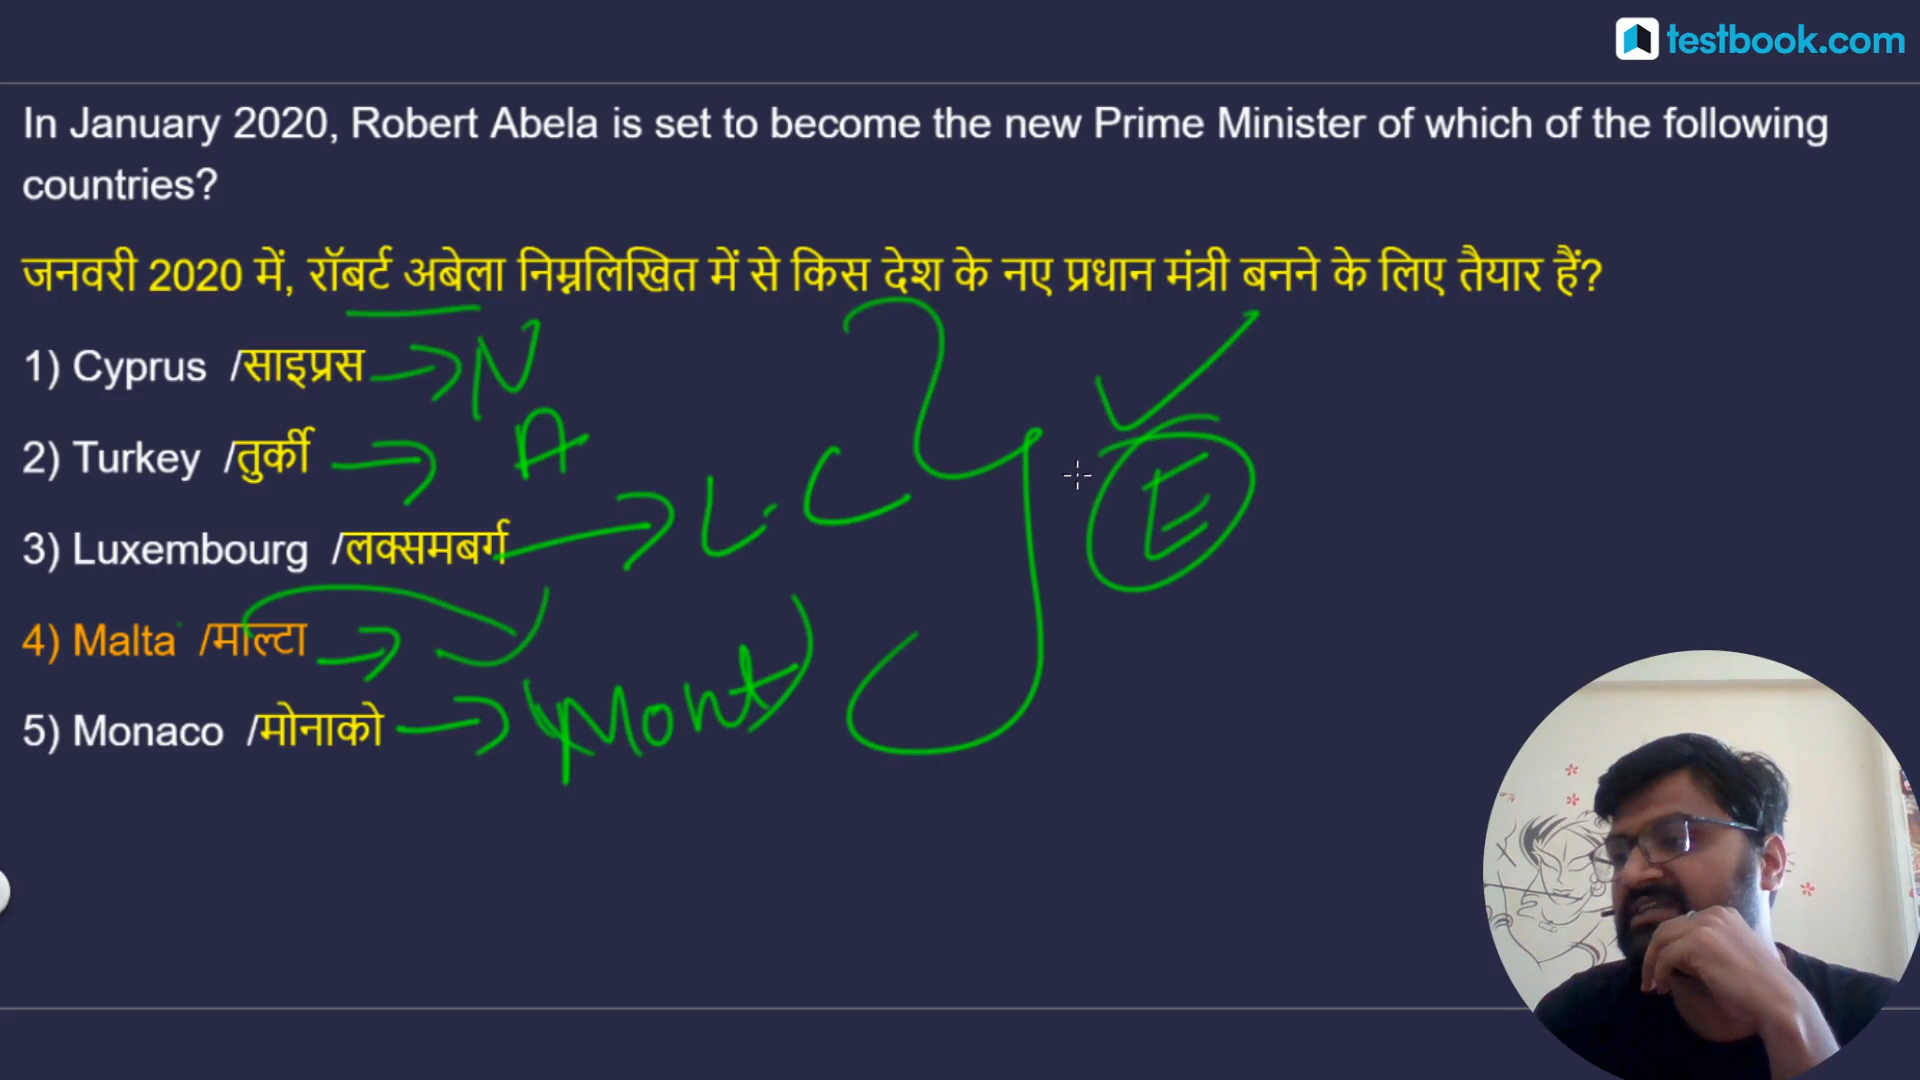 testbook.com
In January 2020, Robert Abela is set to become the new Prime Minister of which of the following
countries?
जनवरी 2020 में, रॉबर्ट अबेला निम्नलिखित में से किस देश के नए प्रधान मंत्री बनने के लिए तैयार हैं?
1) Cyprus /साइप्रस N
2) Turkey /तुर्की A
3) Luxembourg /लक्समबर्ग L.C
E
4) Malta /माल्टा
5) Monaco /मोनाको (Mont)